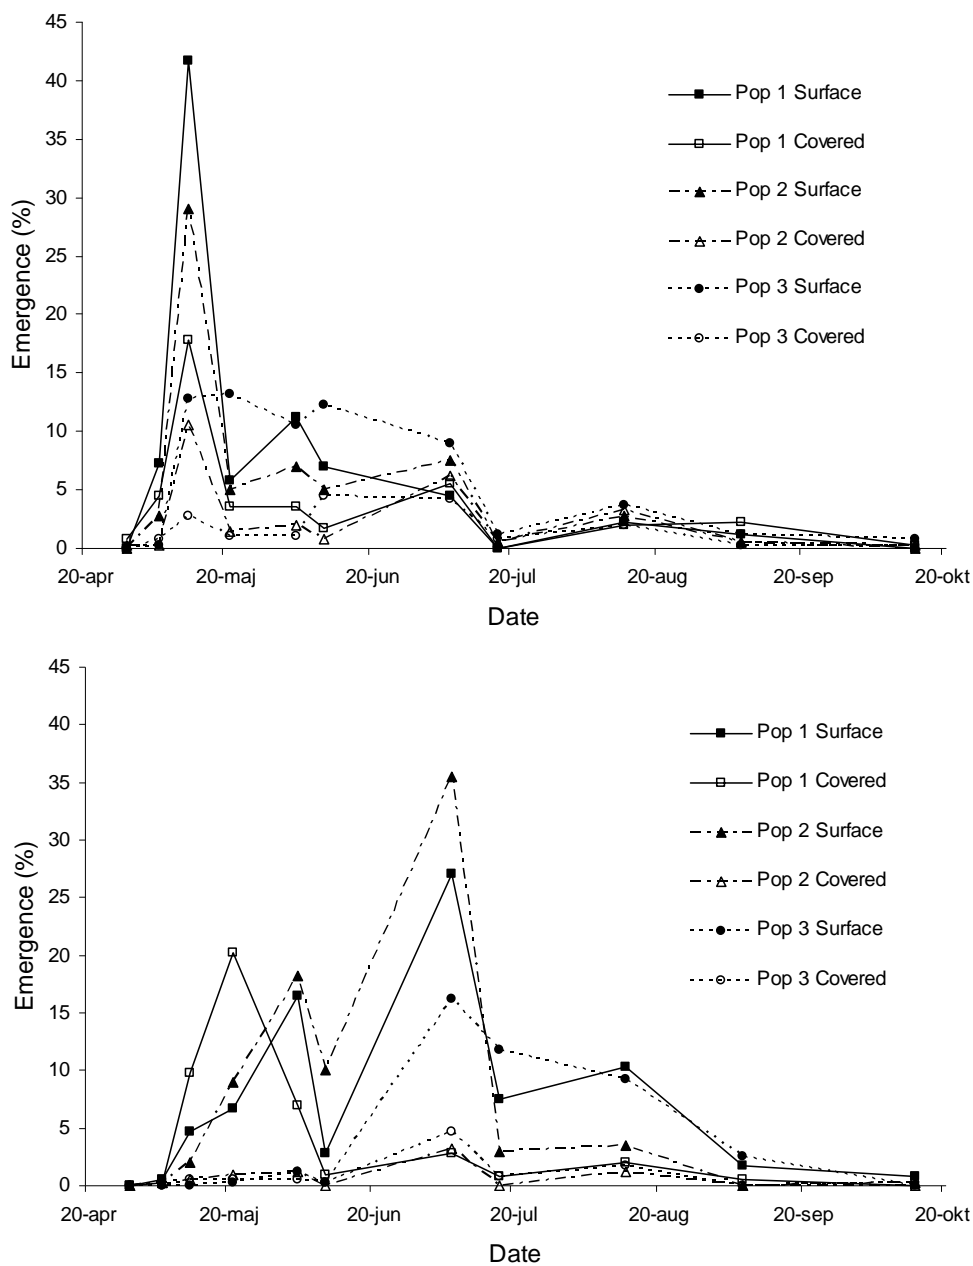 45
40
35
30
25
20
15
10
5
0
Emergence (%)
Pop 1 Surface
Pop 1 Covered
Pop 2 Surface
Pop 2 Covered
Pop 3 Surface
Pop 3 Covered
20-apr 20-maj 20-jun 20-jul 20-aug 20-sep 20-okt
Date
45
40
35
30
25
20
15
10
5
0
Emergence (%)
Pop 1 Surface
Pop 1 Covered
Pop 2 Surface
Pop 2 Covered
Pop 3 Surface
Pop 3 Covered
20-apr 20-maj 20-jun 20-jul 20-aug 20-sep 20-okt
Date